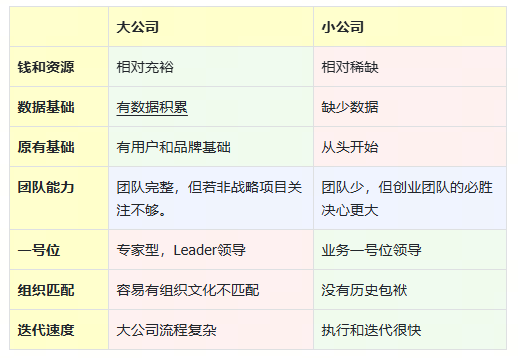 大公司 小公司
钱和资源 相对充裕 相对稀缺
数据基础 有数据积累 缺少数据
原有基础 有用户和品牌基础 从头开始
团队能力 团队完整，但若非战略项目关 团队少，但创业团队的必胜
注不够。 决心更大
一号位 专家型，Leader领导 业务一号位领导
组织匹配 容易有组织文化不匹配 没有历史包袱
迭代速度 大公司流程复杂 执行和迭代很快